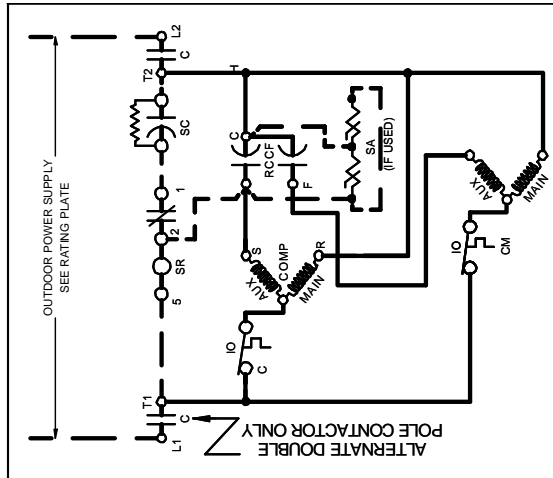 OUTDOOR POWER SUPPLY
SEE RATING PLATE
L1
C
T1
5
SR
2
1
SC
T2
C
L2
ALTERNATE DOUBLE
POLE CONTACTOR ONLY
C
IO
S
AUX
COMP
MAIN
R
C
H
RCCF
F
SA
(IF USED)
IO
CM
AUX
MAIN